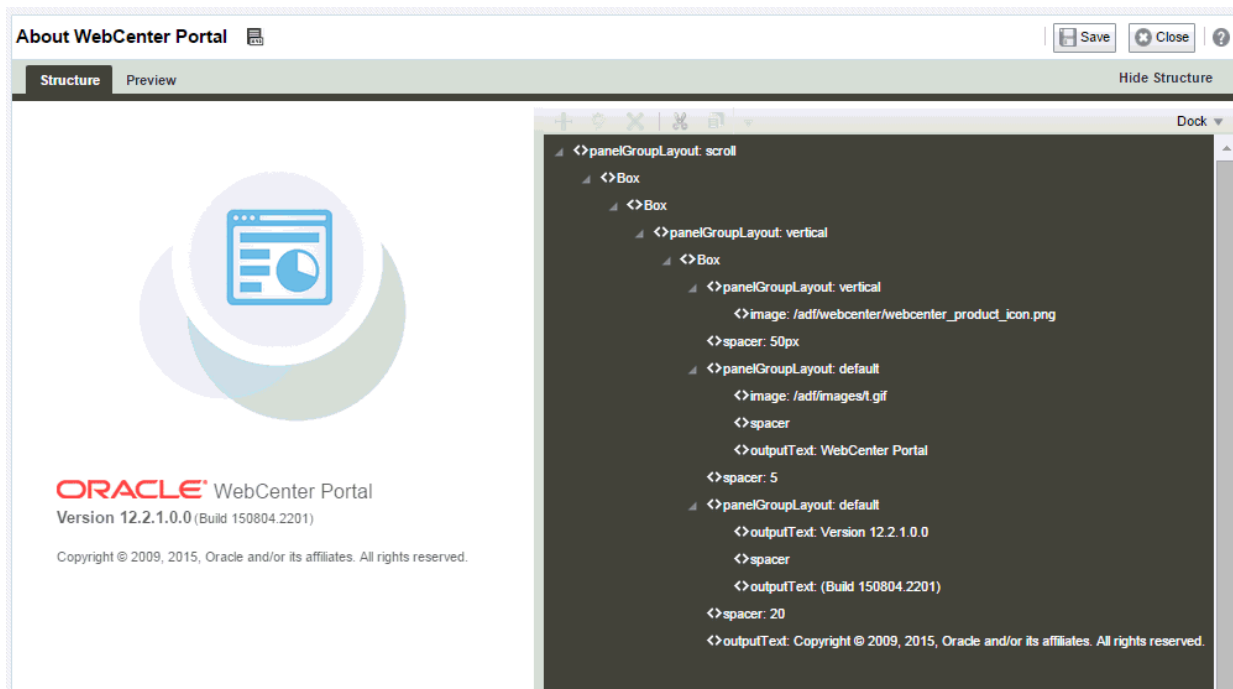 About WebCenter Portal
Save
Close
?
Structure
Preview
Hide Structure
Dock
<>panelGroupLayout: scroll
<>Box
<>Box
<>panelGroupLayout: vertical
<>Box
<>panelGroupLayout: vertical
<>image: /adf/webcenter/webcenter_product_icon.png
<>spacer: 50px
<>panelGroupLayout: default
<>image: /adf/images/t.gif
<>spacer
<>outputText: WebCenter Portal
<>spacer: 5
<>panelGroupLayout: default
<>outputText: Version 12.2.1.0.0
<>spacer
<>outputText: (Build 150804.2201)
<>spacer: 20
<>outputText: Copyright © 2009, 2015, Oracle and/or its affiliates. All rights reserved.
ORACLE® WebCenter Portal
Version 12.2.1.0.0 (Build 150804.2201)
Copyright © 2009, 2015, Oracle and/or its affiliates. All rights reserved.